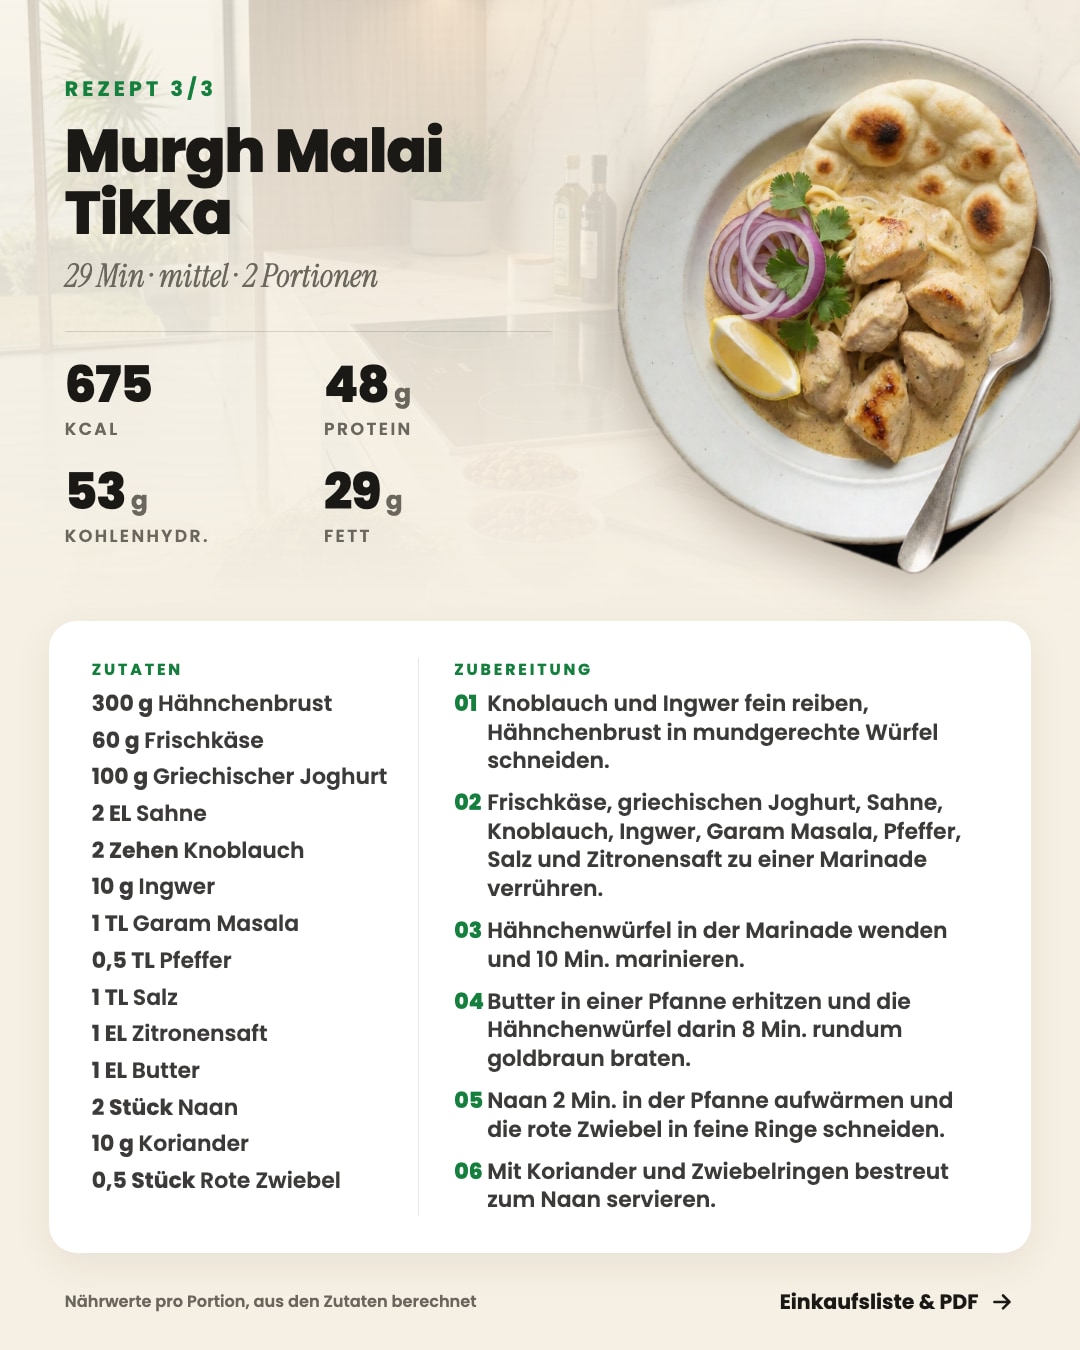 REZEPT 3/3
Murgh Malai
Tikka
29 Min · mittel · 2 Portionen
675
KCAL
48 g
PROTEIN
53 g
KOHLENHYDR.
29 g
FETT
ZUTATEN
300 g Hähnchenbrust
60 g Frischkäse
100 g Griechischer Joghurt
2 EL Sahne
2 Zehen Knoblauch
10 g Ingwer
1 TL Garam Masala
0,5 TL Pfeffer
1 TL Salz
1 EL Zitronensaft
1 EL Butter
2 Stück Naan
10 g Koriander
0,5 Stück Rote Zwiebel
ZUBEREITUNG
01 Knoblauch und Ingwer fein reiben,
Hähnchenbrust in mundgerechte Würfel
schneiden.
02 Frischkäse, griechischen Joghurt, Sahne,
Knoblauch, Ingwer, Garam Masala, Pfeffer,
Salz und Zitronensaft zu einer Marinade
verrühren.
03 Hähnchenwürfel in der Marinade wenden
und 10 Min. marinieren.
04 Butter in einer Pfanne erhitzen und die
Hähnchenwürfel darin 8 Min. rundum
goldbraun braten.
05 Naan 2 Min. in der Pfanne aufwärmen und
die rote Zwiebel in feine Ringe schneiden.
06 Mit Koriander und Zwiebelringen bestreut
zum Naan servieren.
Nährwerte pro Portion, aus den Zutaten berechnet
Einkaufsliste & PDF →